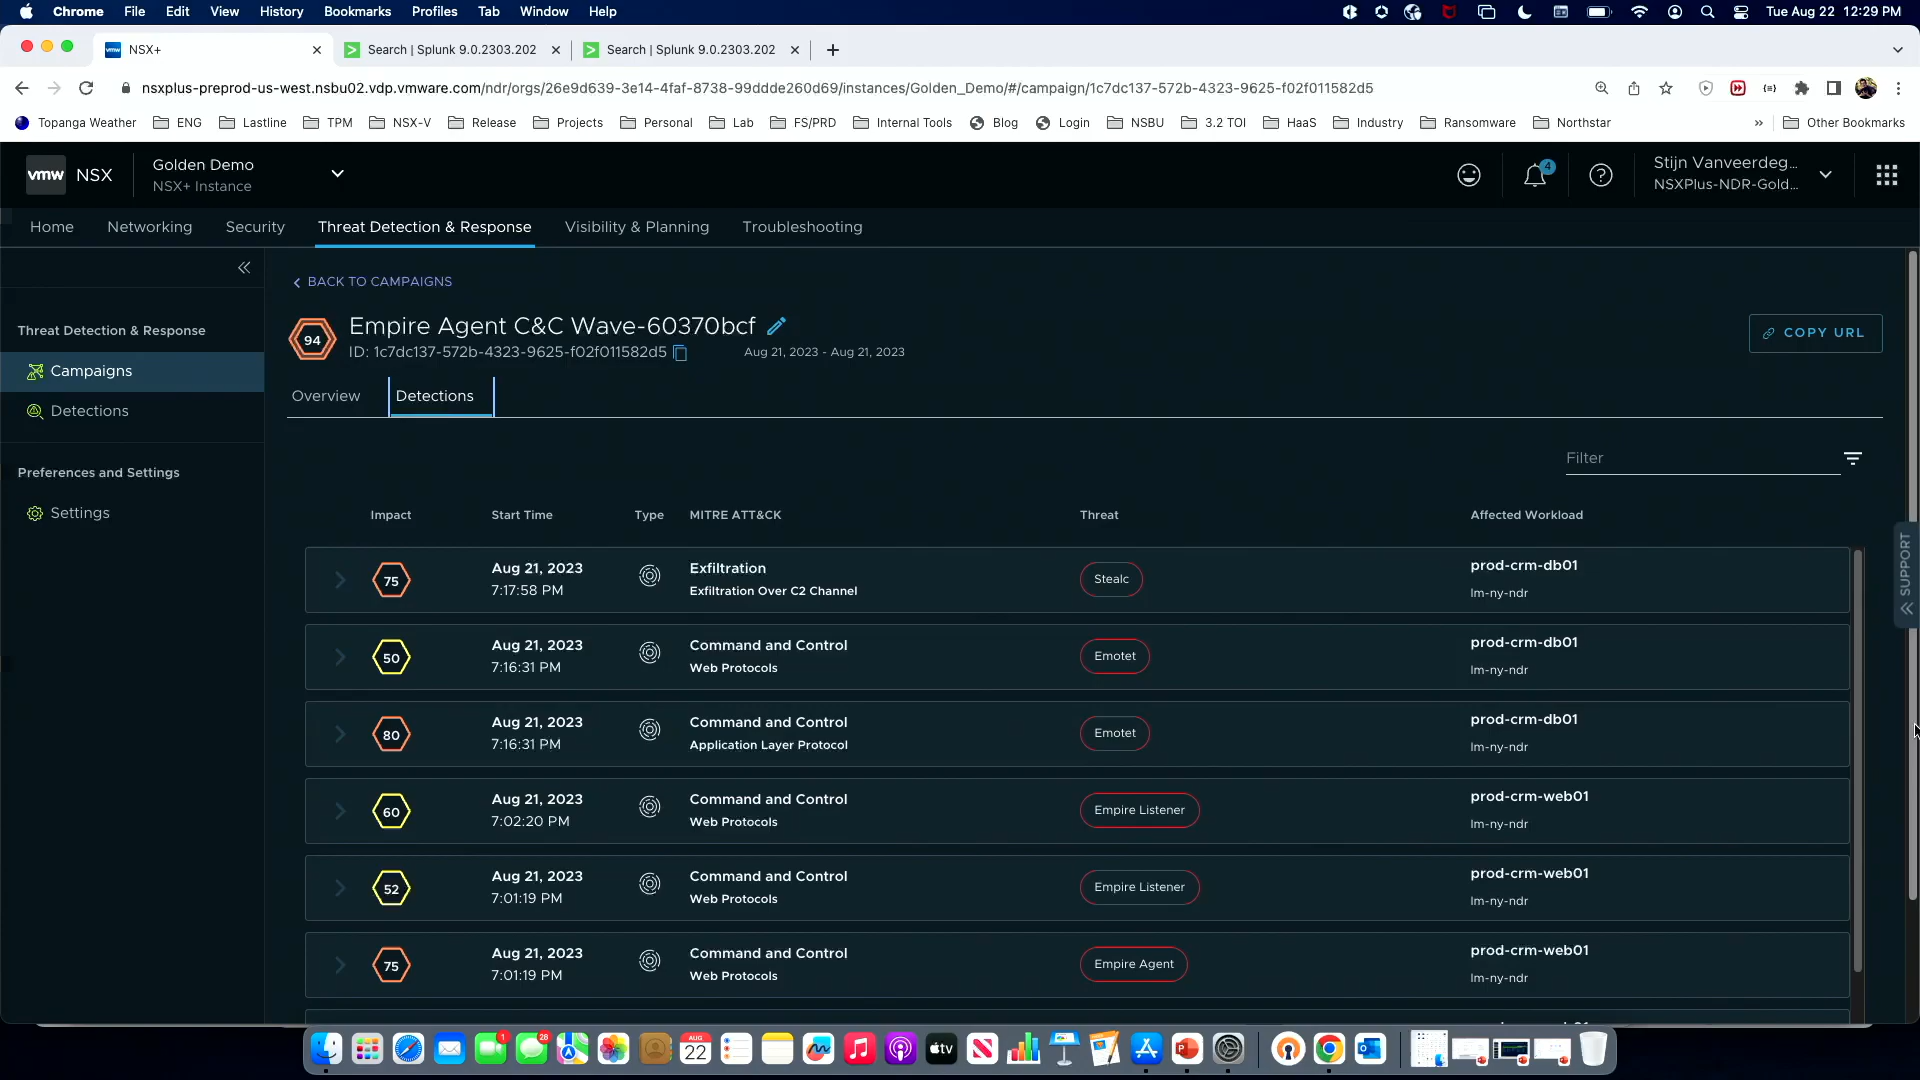 Chrome File Edit View History Bookmarks Profiles Tab Window Help
Tue Aug 22 12:29 PM
NSX+
Search | Splunk 9.0.2303.202
Search | Splunk 9.0.2303.202
nsxplus-preprod-us-west.nsbu02.vdp.vmware.com/ndr/orgs/26e9d639-3e14-4faf-8738-99ddde260d69/instances/Golden_Demo/#/campaign/1c7dc137-572b-4323-9625-f02f011582d5
Topanga Weather ENG Lastline TPM NSX-V Release Projects Personal Lab FS/PRD Internal Tools Blog Login NSBU 3.2 TOI HaaS Industry Ransomware Northstar » Other Bookmarks
vmw NSX
Golden Demo
NSX+ Instance
4
Stijn Vanveerdeg...
NSXPlus-NDR-Gold...
Home Networking Security Threat Detection & Response Visibility & Planning Troubleshooting
Threat Detection & Response
Campaigns
Detections
Preferences and Settings
Settings
BACK TO CAMPAIGNS
94
Empire Agent C&C Wave-60370bcf
ID: 1c7dc137-572b-4323-9625-f02f011582d5
Aug 21, 2023 - Aug 21, 2023
COPY URL
Overview Detections
Filter
Impact Start Time Type MITRE ATT&CK Threat Affected Workload
75 Aug 21, 2023 Exfiltration Stealc prod-crm-db01
7:17:58 PM Exfiltration Over C2 Channel lm-ny-ndr
50 Aug 21, 2023 Command and Control Emotet prod-crm-db01
7:16:31 PM Web Protocols lm-ny-ndr
80 Aug 21, 2023 Command and Control Emotet prod-crm-db01
7:16:31 PM Application Layer Protocol lm-ny-ndr
60 Aug 21, 2023 Command and Control Empire Listener prod-crm-web01
7:02:20 PM Web Protocols lm-ny-ndr
52 Aug 21, 2023 Command and Control Empire Listener prod-crm-web01
7:01:19 PM Web Protocols lm-ny-ndr
75 Aug 21, 2023 Command and Control Empire Agent prod-crm-web01
7:01:19 PM Web Protocols lm-ny-ndr
SUPPORT
1
28
AUG
22
tv